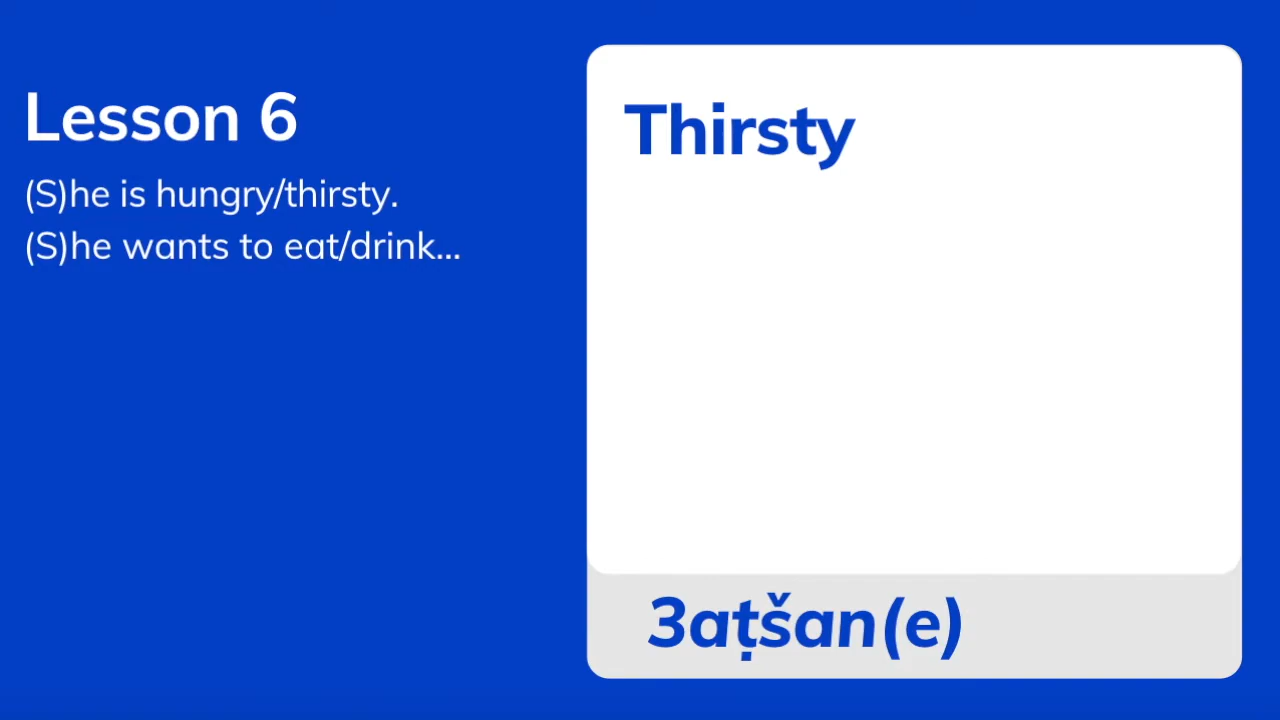 Lesson 6
(S)he is hungry/thirsty.
(S)he wants to eat/drink...
Thirsty
3aṭšan(e)